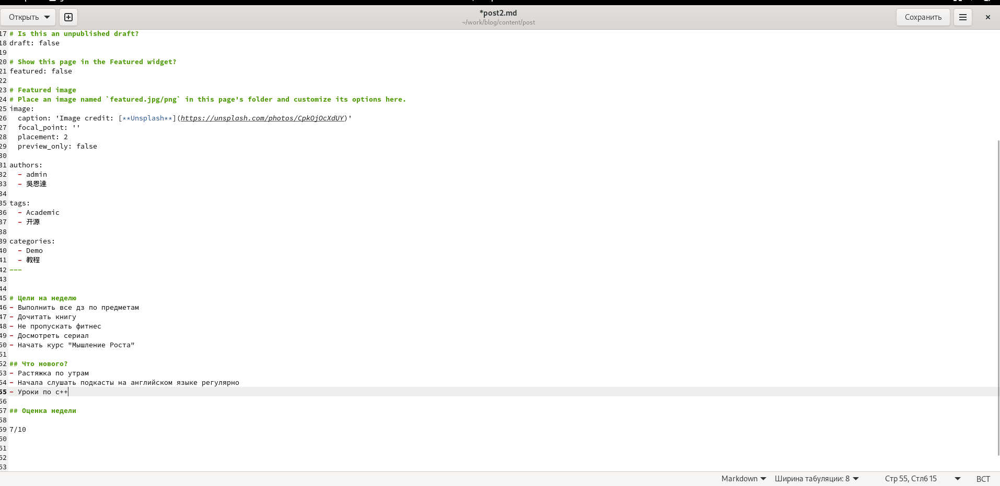 Открыть
*post2.md
~/work/blog/content/post
Сохранить
17 # Is this an unpublished draft?
18 draft: false
19
20 # Show this page in the Featured widget?
21 featured: false
22
23 # Featured image
24 # Place an image named `featured.jpg/png` in this page's folder and customize its options here.
25 image:
26   caption: 'Image credit: [**Unsplash**](https://unsplash.com/photos/CpkOjOcXdUY)'
27   focal_point: ''
28   placement: 2
29   preview_only: false
30
31 authors:
32   - admin
33   - 吳恩達
34
35 tags:
36   - Academic
37   - 开源
38
39 categories:
40   - Demo
41   - 教程
42 ---
43
44
45 # Цели на неделю
46 - Выполнить все дз по предметам
47 - Дочитать книгу
48 - Не пропускать фитнес
49 - Досмотреть сериал
50 - Начать курс "Мышление Роста"
51
52 ## Что нового?
53 - Растяжка по утрам
54 - Начала слушать подкасты на английском языке регулярно
55 - Уроки по с++
56
57 ## Оценка недели
58
59 7/10
60
61
62
63
Markdown
Ширина табуляции: 8
Стр 55, Стлб 15
ВСТ